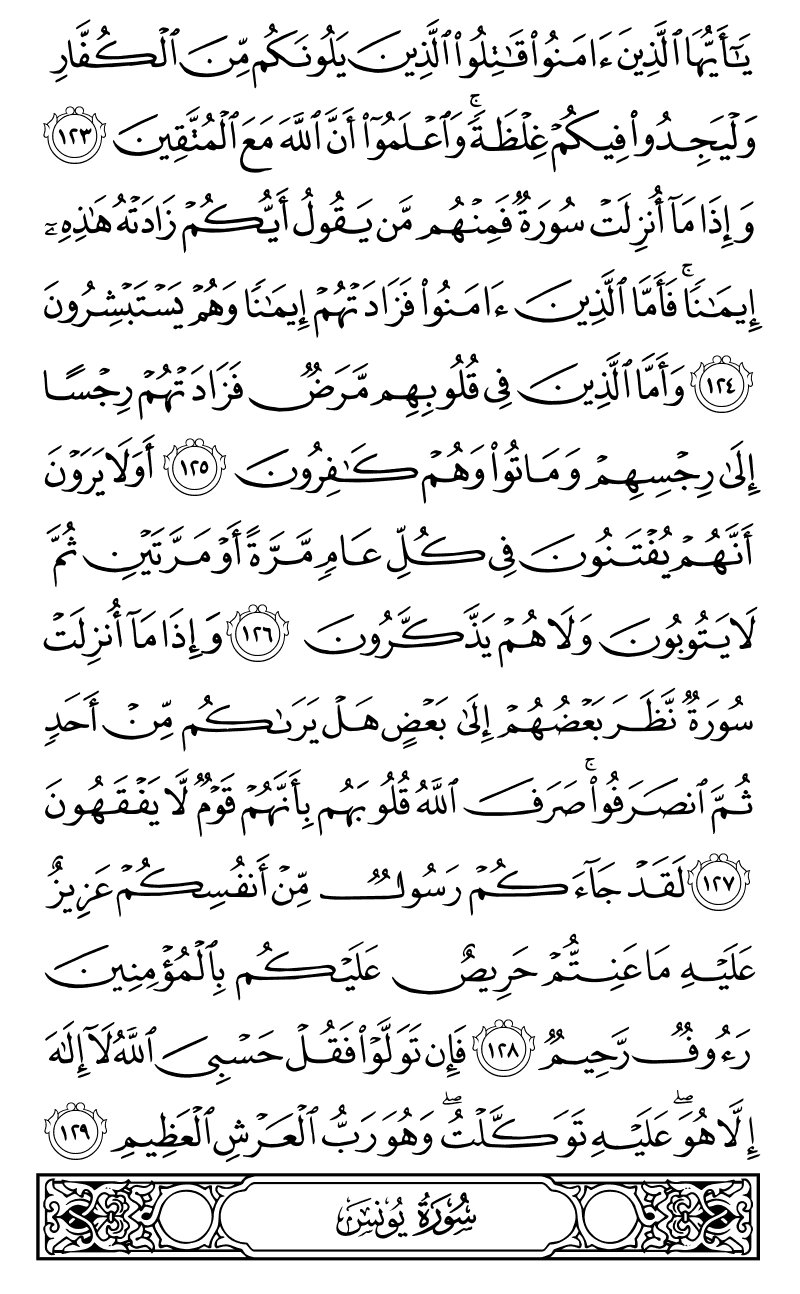 يَٰٓأَيُّهَا ٱلَّذِينَ ءَامَنُوا۟ قَٰتِلُوا۟ ٱلَّذِينَ يَلُونَكُم مِّنَ ٱلْكُفَّارِ
وَلْيَجِدُوا۟ فِيكُمْ غِلْظَةًۚ وَٱعْلَمُوٓا۟ أَنَّ ٱللَّهَ مَعَ ٱلْمُتَّقِينَ ١٢٣
وَإِذَا مَآ أُنزِلَتْ سُورَةٌ فَمِنْهُم مَّن يَقُولُ أَيُّكُمْ زَادَتْهُ هَٰذِهِۦٓ
إِيمَٰنًاۚ فَأَمَّا ٱلَّذِينَ ءَامَنُوا۟ فَزَادَتْهُمْ إِيمَٰنًا وَهُمْ يَسْتَبْشِرُونَ
١٢٤ وَأَمَّا ٱلَّذِينَ فِى قُلُوبِهِم مَّرَضٌ فَزَادَتْهُمْ رِجْسًا
إِلَىٰ رِجْسِهِمْ وَمَاتُوا۟ وَهُمْ كَٰفِرُونَ ١٢٥ أَوَلَا يَرَوْنَ
أَنَّهُمْ يُفْتَنُونَ فِى كُلِّ عَامٍ مَّرَّةً أَوْ مَرَّتَيْنِ ثُمَّ
لَا يَتُوبُونَ وَلَا هُمْ يَذَّكَّرُونَ ١٢٦ وَإِذَا مَآ أُنزِلَتْ
سُورَةٌ نَّظَرَ بَعْضُهُمْ إِلَىٰ بَعْضٍ هَلْ يَرَىٰكُم مِّنْ أَحَدٍ
ثُمَّ ٱنصَرَفُوا۟ۚ صَرَفَ ٱللَّهُ قُلُوبَهُم بِأَنَّهُمْ قَوْمٌ لَّا يَفْقَهُونَ
١٢٧ لَقَدْ جَآءَكُمْ رَسُولٌ مِّنْ أَنفُسِكُمْ عَزِيزٌ
عَلَيْهِ مَا عَنِتُّمْ حَرِيصٌ عَلَيْكُم بِٱلْمُؤْمِنِينَ
رَءُوفٌ رَّحِيمٌ ١٢٨ فَإِن تَوَلَّوْا۟ فَقُلْ حَسْبِىَ ٱللَّهُ لَآ إِلَٰهَ
إِلَّا هُوَۖ عَلَيْهِ تَوَكَّلْتُۖ وَهُوَ رَبُّ ٱلْعَرْشِ ٱلْعَظِيمِ ١٢٩
سُورَةُ يُونُسَ